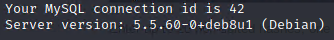 Your MySQL connection id is 42
Server version: 5.5.60-0+deb8u1 (Debian)